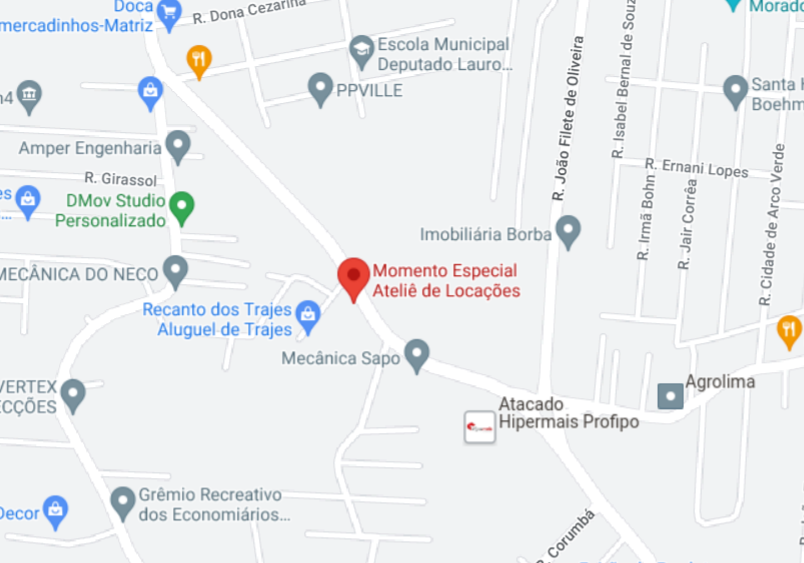 Doca
mercadinhos-Matriz
R. Dona Cezarina
Morado
Escola Municipal
Deputado Lauro...
PPVILLE
n4
Santa H
Boehm
R. João Filete de Oliveira
R. Isabel Bernal de Souz
Amper Engenharia
R. Girassol
R. Ernani Lopes
R. Irmã Bohn
R. Jair Corrêa
R. Cidade de Arco Verde
es
...
DMov Studio
Personalizado
Imobiliária Borba
MECÂNICA DO NECO
Momento Especial
Ateliê de Locações
Recanto dos Trajes
Aluguel de Trajes
Mecânica Sapo
VERTEX
ECÇÕES
Agrolima
Atacado
Hipermais Profipo
Grêmio Recreativo
dos Economiários...
Decor
R. Corumbá